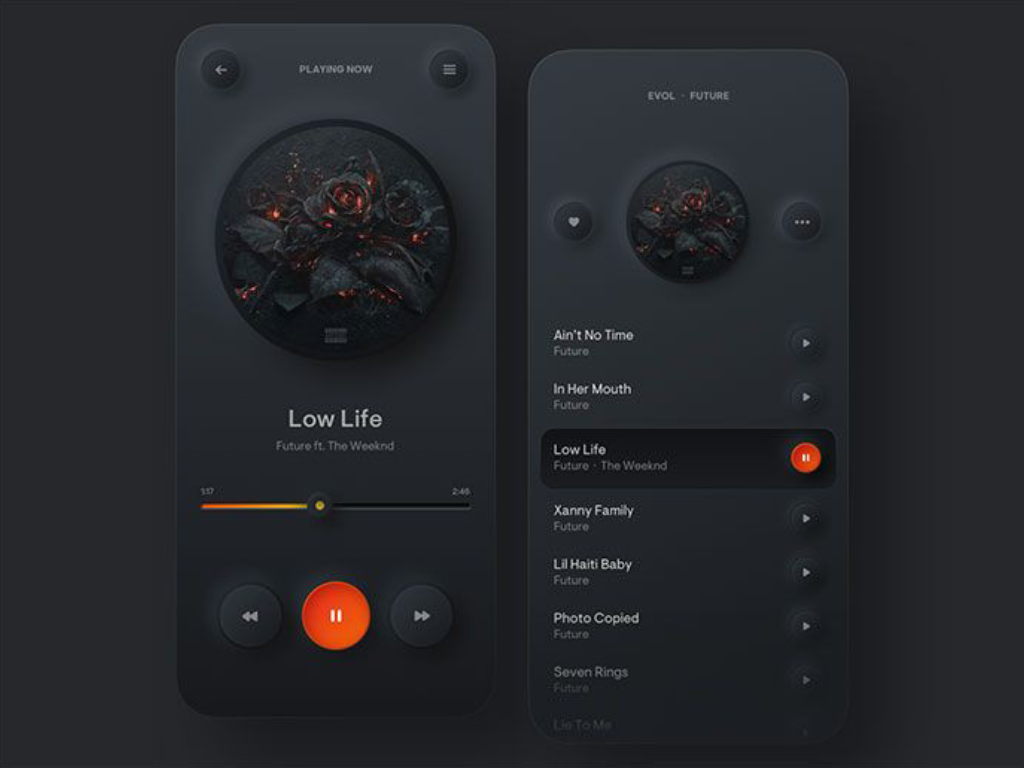 PLAYING NOW
Low Life
Future ft. The Weeknd
1:17
2:46
EVOL · FUTURE
Ain't No Time
Future
In Her Mouth
Future
Low Life
Future · The Weeknd
Xanny Family
Future
Lil Haiti Baby
Future
Photo Copied
Future
Seven Rings
Future
Lie To Me